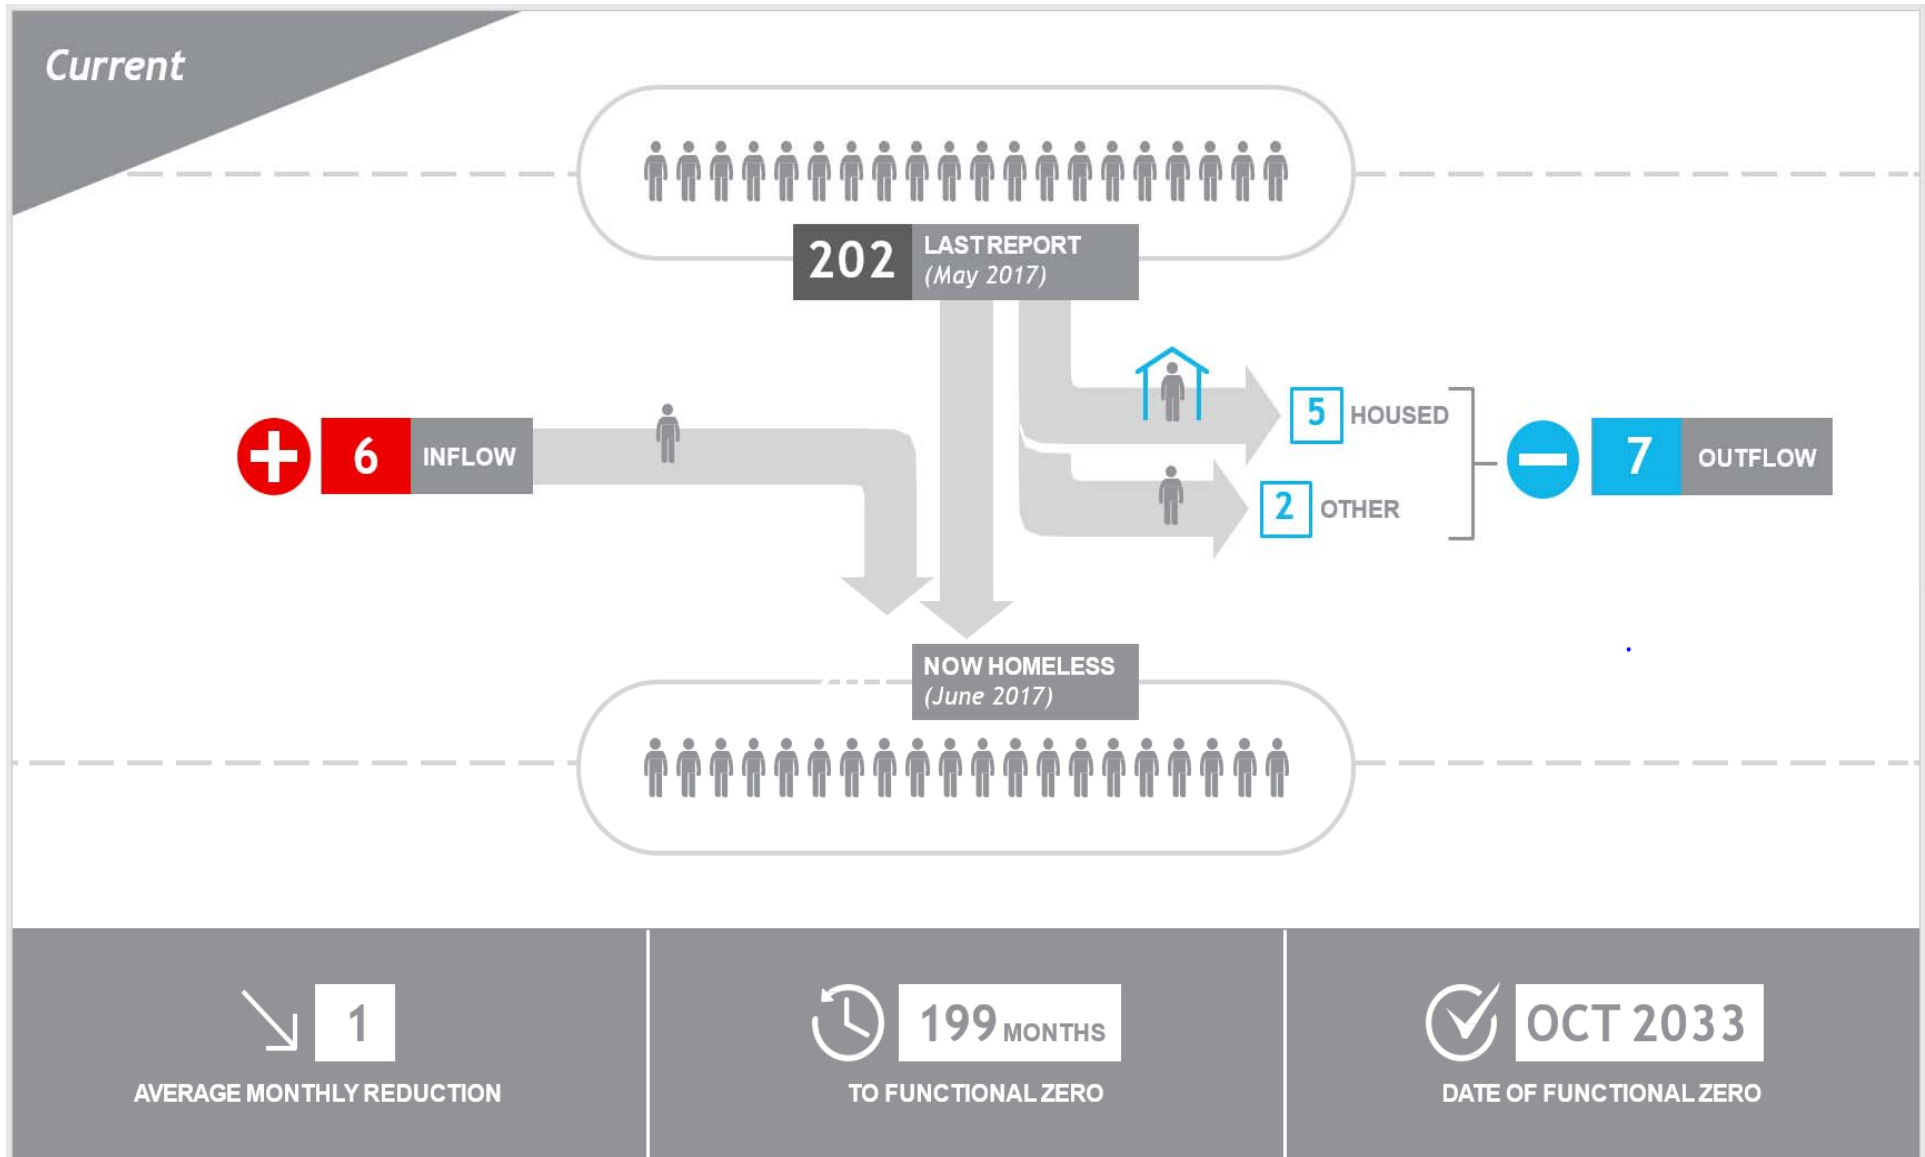 Current
202 LAST REPORT
(May 2017)
6 INFLOW
5 HOUSED
2 OTHER
7 OUTFLOW
NOW HOMELESS
(June 2017)
1
AVERAGE MONTHLY REDUCTION
199 MONTHS
TO FUNCTIONAL ZERO
OCT 2033
DATE OF FUNCTIONAL ZERO